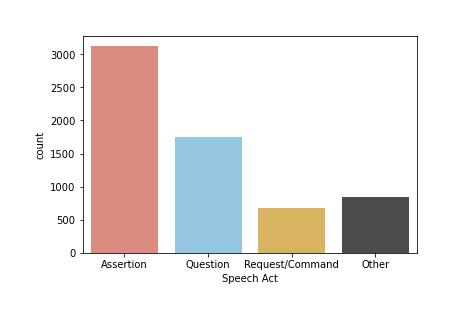 3000
2500
2000
1500
1000
500
0
count
Assertion Question Request/Command Other
Speech Act